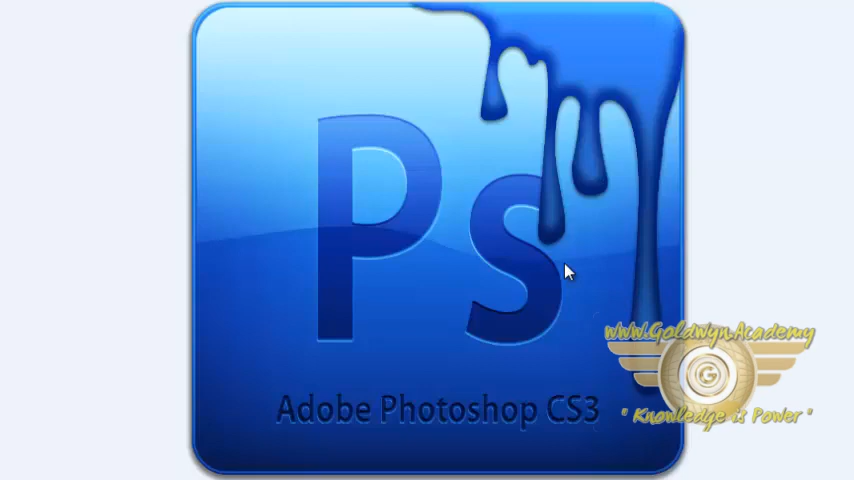 Ps
Adobe Photoshop CS3
www.GoldwynAcademy
G
" Knowledge is Power "